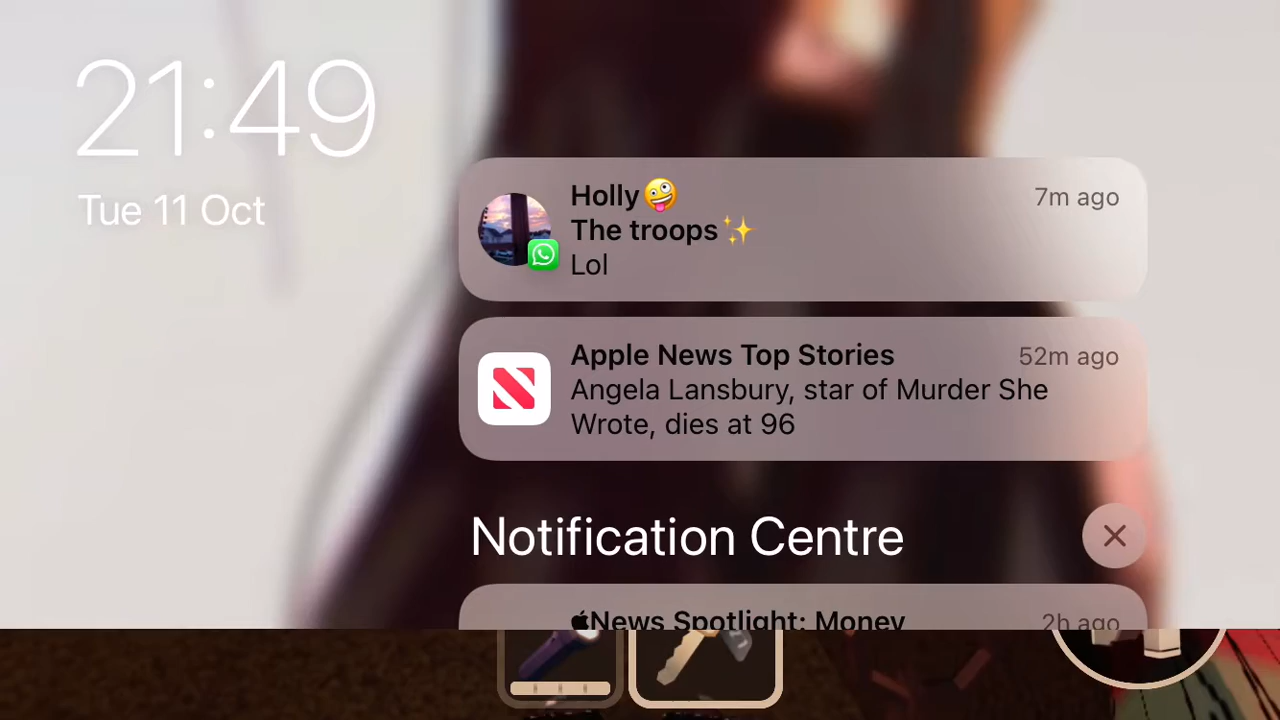 21:49
Tue 11 Oct
Holly🤪
7m ago
The troops✨
Lol
Apple News Top Stories
52m ago
Angela Lansbury, star of Murder She
Wrote, dies at 96
Notification Centre
News Spotlight: Money
2h ago